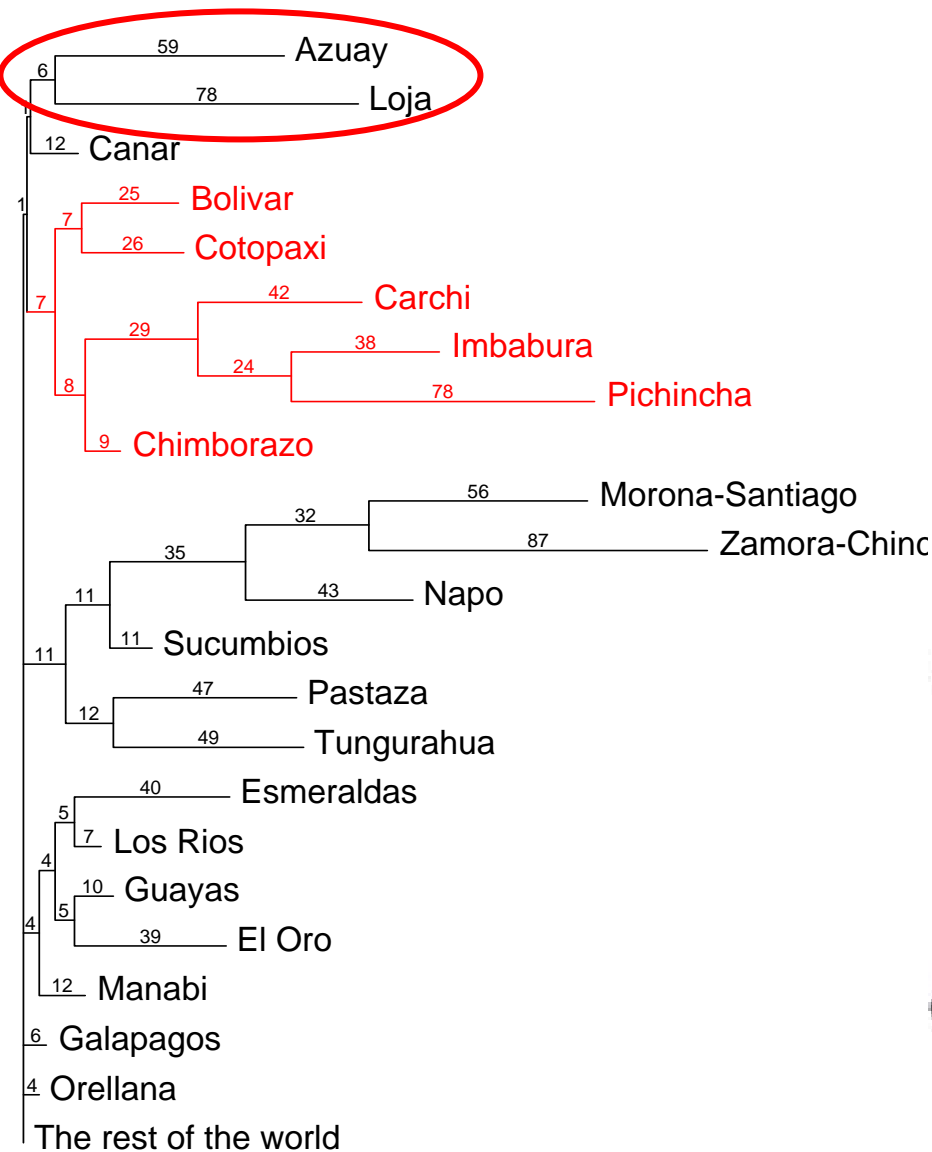 59 Azuay
6
78 Loja
1
12 Canar
1
25 Bolivar
7
26 Cotopaxi
7
42 Carchi
29
38 Imbabura
24
78 Pichincha
8
9 Chimborazo
56 Morona-Santiago
32
87 Zamora-Chinc
35
43 Napo
11
11 Sucumbios
11
47 Pastaza
12
49 Tungurahua
40 Esmeraldas
5
7 Los Rios
4
10 Guayas
5
39 El Oro
4
12 Manabi
6 Galapagos
4 Orellana
The rest of the world